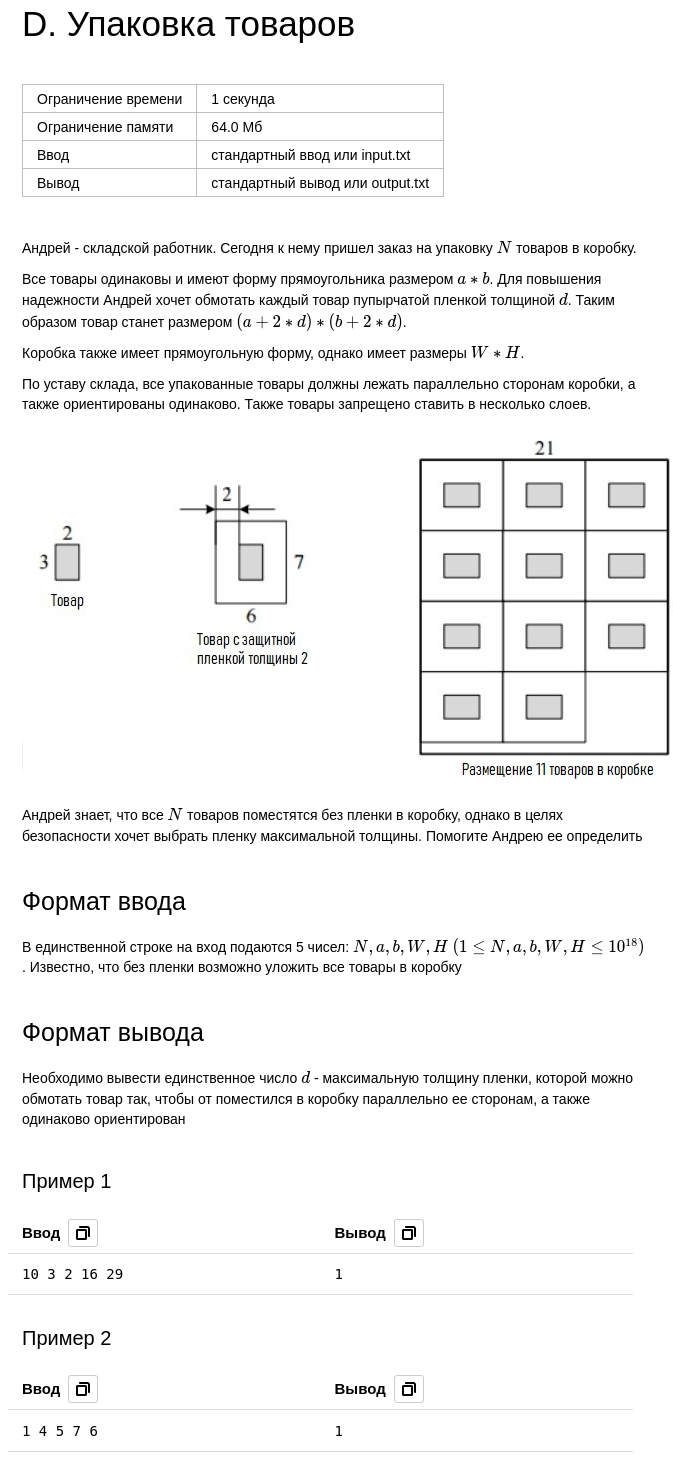 D. Упаковка товаров
Ограничение времени 1 секунда
Ограничение памяти 64.0 Мб
Ввод стандартный ввод или input.txt
Вывод стандартный вывод или output.txt
Андрей - складской работник. Сегодня к нему пришел заказ на упаковку N товаров в коробку.
Все товары одинаковы и имеют форму прямоугольника размером a * b. Для повышения
надежности Андрей хочет обмотать каждый товар пупырчатой пленкой толщиной d. Таким
образом товар станет размером (a + 2 * d) * (b + 2 * d).
Коробка также имеет прямоугольную форму, однако имеет размеры W * H.
По уставу склада, все упакованные товары должны лежать параллельно сторонам коробки, а
также ориентированы одинаково. Также товары запрещено ставить в несколько слоев.
2
3
Товар
2
7
6
Товар с защитной
пленкой толщины 2
21
Размещение 11 товаров в коробке
Андрей знает, что все N товаров поместятся без пленки в коробку, однако в целях
безопасности хочет выбрать пленку максимальной толщины. Помогите Андрею ее определить
Формат ввода
В единственной строке на вход подаются 5 чисел: N, a, b, W, H (1 ≤ N, a, b, W, H ≤ 10¹⁸)
. Известно, что без пленки возможно уложить все товары в коробку
Формат вывода
Необходимо вывести единственное число d - максимальную толщину пленки, которой можно
обмотать товар так, чтобы от поместился в коробку параллельно ее сторонам, а также
одинаково ориентирован
Пример 1
Ввод Вывод
10 3 2 16 29 1
Пример 2
Ввод Вывод
1 4 5 7 6 1